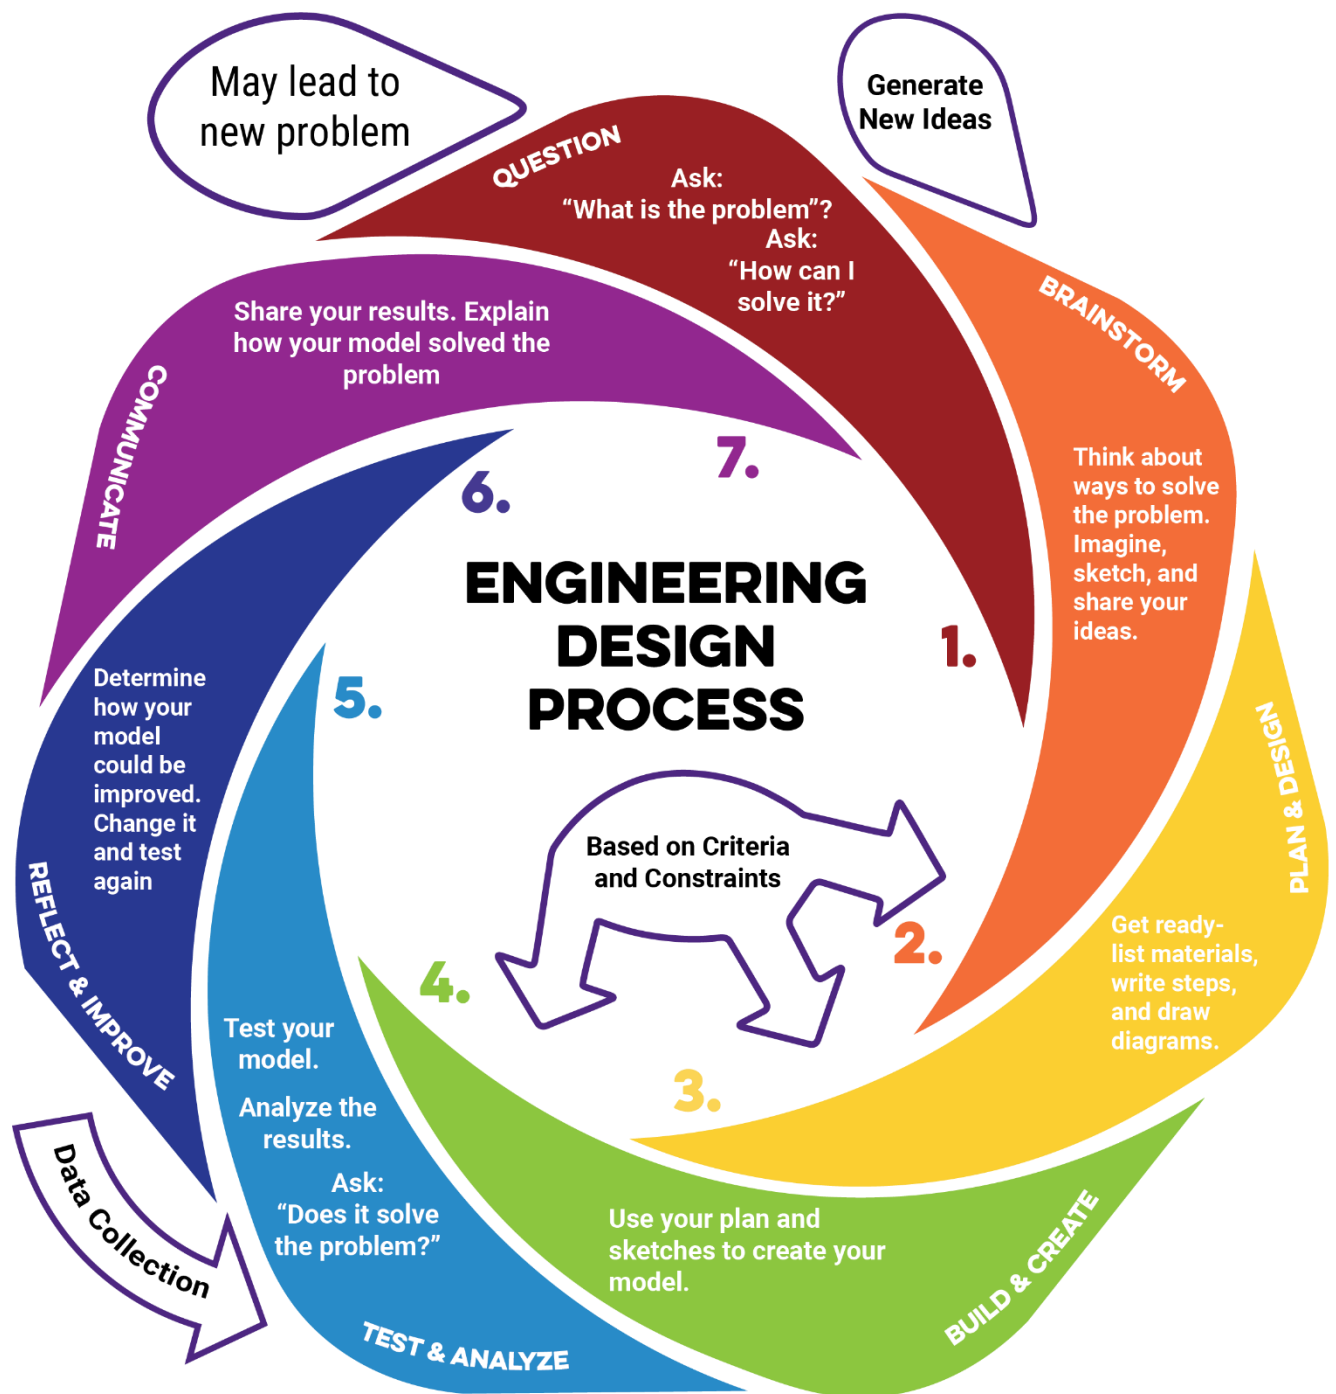 May lead to
new problem
Generate
New Ideas
QUESTION
Ask:
“What is the problem”?
Ask:
“How can I
solve it?”
BRAINSTORM
Think about
ways to solve
the problem.
Imagine,
sketch, and
share your
ideas.
PLAN & DESIGN
Get ready-
list materials,
write steps,
and draw
diagrams.
BUILD & CREATE
Use your plan and
sketches to create your
model.
TEST & ANALYZE
Test your
model.
Analyze the
results.
Ask:
“Does it solve
the problem?”
Data Collection
REFLECT & IMPROVE
Determine
how your
model
could be
improved.
Change it
and test
again
COMMUNICATE
Share your results. Explain
how your model solved the
problem
ENGINEERING
DESIGN
PROCESS
Based on Criteria
and Constraints
1.
2.
3.
4.
5.
6.
7.